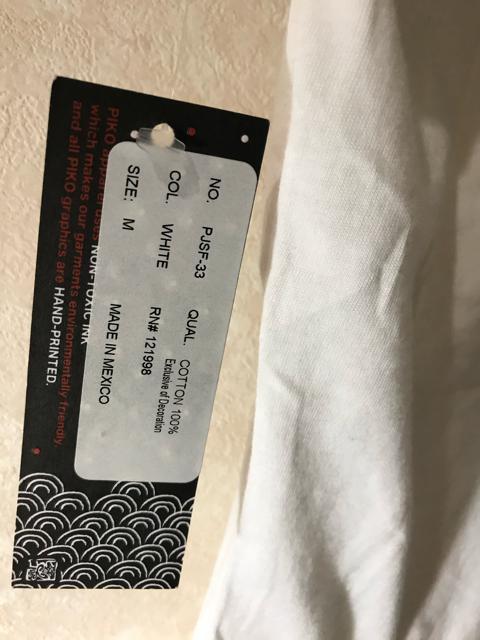 NO. PJSF-33 QUAL. COTTON 100%
Exclusive of Decoration
COL. WHITE RN# 121998
SIZE: M MADE IN MEXICO
PIKO apparel uses NON-TOXIC INK
which makes our garments environmentally friendly.
and all PIKO graphics are HAND-PRINTED.